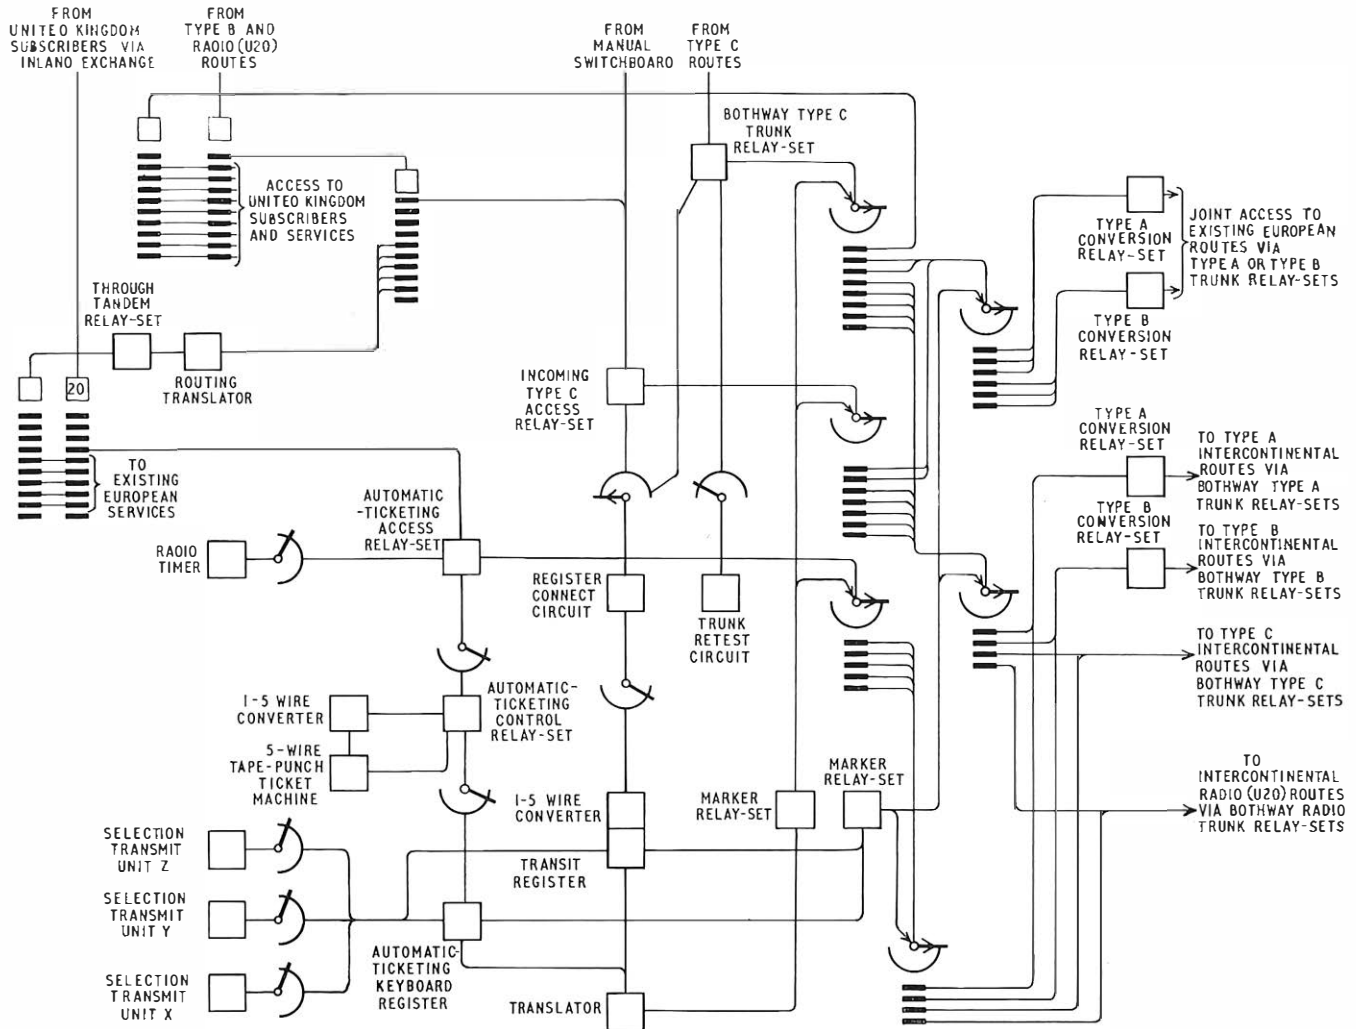 FROM
UNITEO KINGDOM
SUBSCRIBERS VIA
INLANO EXCHANGE
FROM
TYPE B AND
RADIO(U20)
ROUTES
FROM
MANUAL
SWITCHBOARD
FROM
TYPE C
ROUTES
BOTHWAY TYPE C
TRUNK
RELAY-SET
ACCESS TO
UNITED KINGDOM
SUBSCRIBERS
AND SERVICES
TYPE A
CONVERSION
RELAY-SET
JOINT ACCESS TO
EXISTING EUROPEAN
ROUTES VIA
TYPE A OR TYPE B
TRUNK RELAY-SETS
TYPE B
CONVERSION
RELAY-SET
THROUGH
TANDEM
RELAY-SET
ROUTING
TRANSLATOR
20
INCOMING
TYPE C
ACCESS
RELAY-SET
TYPE A
CONVERSION
RELAY-SET
TO TYPE A
INTERCONTINENTAL
ROUTES VIA
BOTHWAY TYPE A
TRUNK RELAY-SETS
TO
EXISTING
EUROPEAN
SERVICES
AUTOMATIC
-TICKETING
ACCESS
RELAY-SET
TYPE B
CONVERSION
RELAY-SET
TO TYPE B
INTERCONTINENTAL
ROUTES VIA
BOTHWAY TYPE B
TRUNK RELAY-SETS
RADIO
TIMER
REGISTER
CONNECT
CIRCUIT
TRUNK
RETEST
CIRCUIT
TO TYPE C
INTERCONTINENTAL
ROUTES VIA
BOTHWAY TYPE C
TRUNK RELAY-SETS
1-5 WIRE
CONVERTER
AUTOMATIC-
TICKETING
CONTROL
RELAY-SET
5-WIRE
TAPE-PUNCH
TICKET
MACHINE
1-5 WIRE
CONVERTER
MARKER
RELAY-SET
MARKER
RELAY-SET
TO
INTERCONTINENTAL
RADIO (U20) ROUTES
VIA BOTHWAY RADIO
TRUNK RELAY-SETS
SELECTION
TRANSMIT
UNIT Z
TRANSIT
REGISTER
SELECTION
TRANSMIT
UNIT Y
AUTOMATIC-
TICKETING
KEYBOARD
REGISTER
SELECTION
TRANSMIT
UNIT X
TRANSLATOR